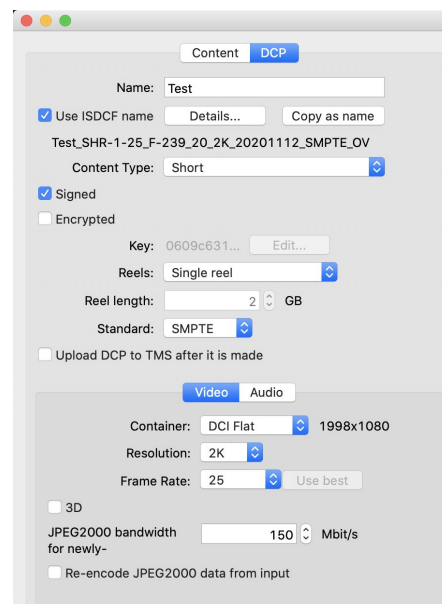 Content DCP
Name: Test
Use ISDCF name Details... Copy as name
Test_SHR-1-25_F-239_20_2K_20201112_SMPTE_OV
Content Type: Short
Signed
Encrypted
Key: 0609c631... Edit...
Reels: Single reel
Reel length: 2 GB
Standard: SMPTE
Upload DCP to TMS after it is made
Video Audio
Container: DCI Flat 1998x1080
Resolution: 2K
Frame Rate: 25 Use best
3D
JPEG2000 bandwidth
for newly- 150 Mbit/s
Re-encode JPEG2000 data from input